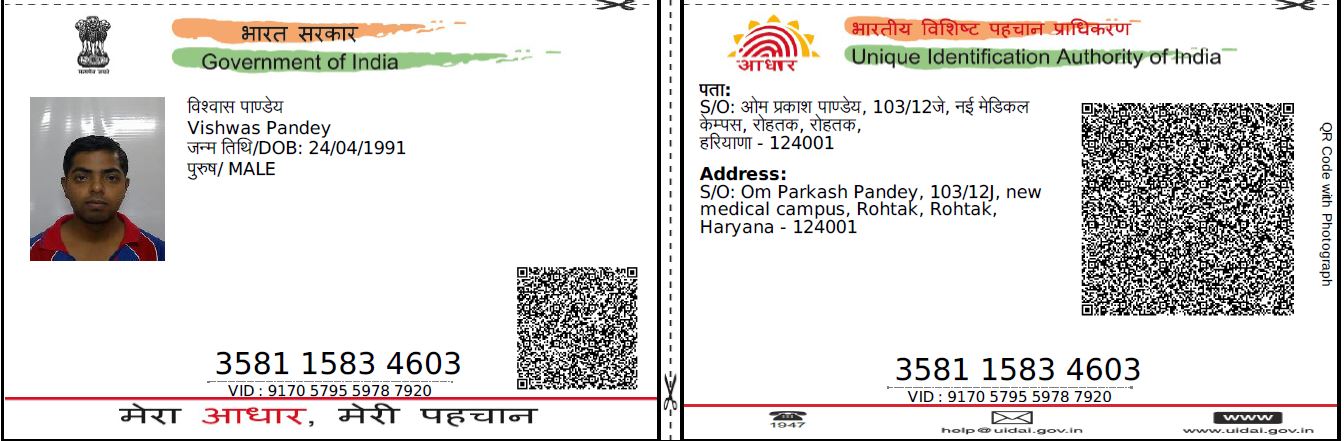 भारत सरकार
Government of India
विश्वास पाण्डेय
Vishwas Pandey
जन्म तिथि/DOB: 24/04/1991
पुरुष/ MALE
3581 1583 4603
VID : 9170 5795 5978 7920
मेरा आधार, मेरी पहचान
आधार
भारतीय विशिष्ट पहचान प्राधिकरण
Unique Identification Authority of India
पता:
S/O: ओम प्रकाश पाण्डेय, 103/12जे, नई मेडिकल
केम्पस, रोहतक, रोहतक,
हरियाणा - 124001
Address:
S/O: Om Parkash Pandey, 103/12J, new
medical campus, Rohtak, Rohtak,
Haryana - 124001
QR Code with Photograph
3581 1583 4603
VID : 9170 5795 5978 7920
1947
help@uidai.gov.in
www
www.uidai.gov.in